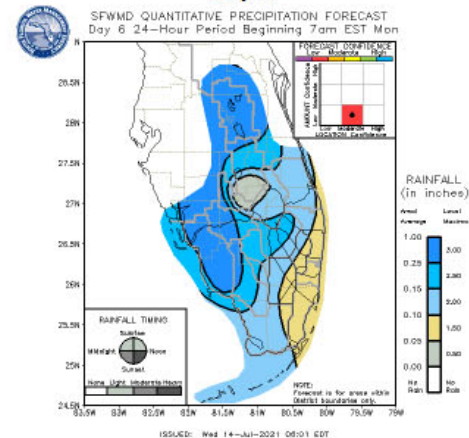 SFWMD QUANTITATIVE PRECIPITATION FORECAST
Day 6 24-Hour Period Beginning 7am EST Mon
FORECAST CONFIDENCE
Low Moderate High
AMOUNT Confidence
Low Moderate High
Low Moderate High
LOCATION Confidence
28.5N
28N
27.5N
27N
26.5N
26N
25.5N
25N
24.5N
83.5W 82.5W 82W 81.5W 81W 80.5W 80W 79.5W 79W
RAINFALL
(in inches)
Areal Average
Local Maxima
1.00
0.25
0.15
0.10
0.05
0.00
No Rain
3.00
2.50
2.00
1.50
0.50
No Rain
RAINFALL TIMING
Sunrise
Midnight
Noon
Sunset
None Light Moderate Heavy
NOTE:
Forecast is for areas within
District boundaries only.
ISSUED: Wed 14-Jul-2021 06:01 EDT